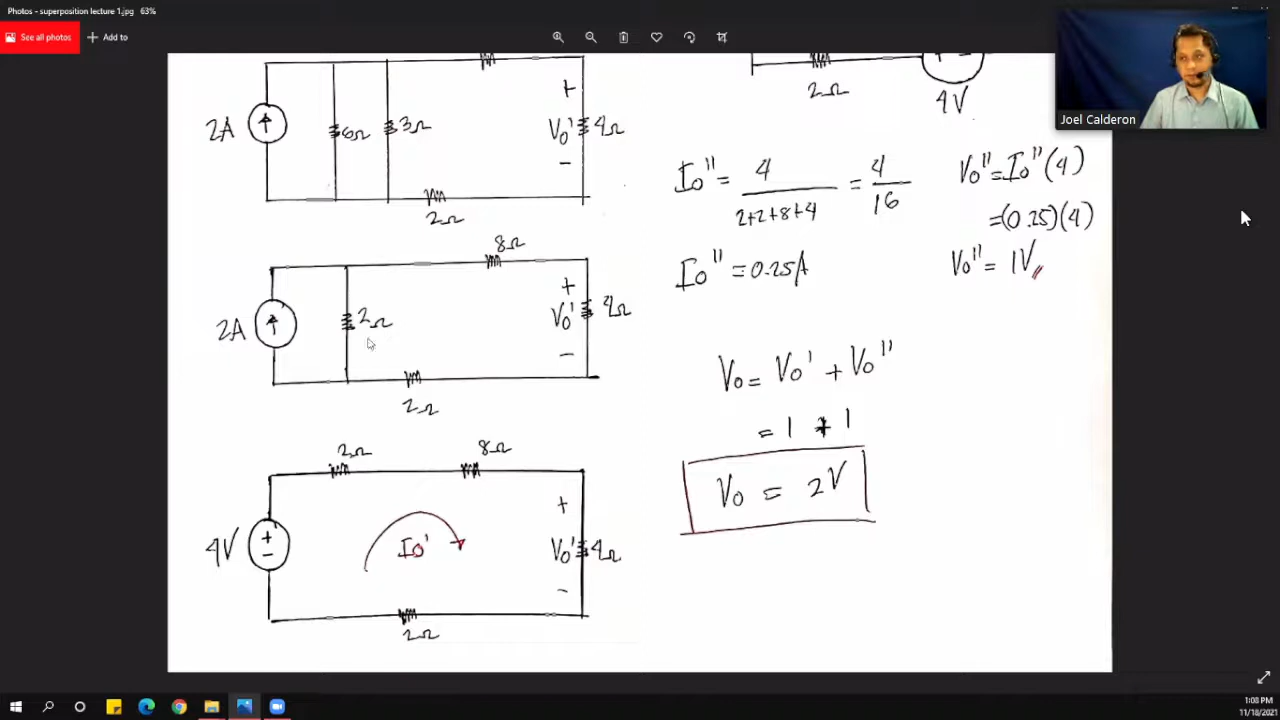 Photos - superposition lecture 1.jpg 63%
See all photos
Add to
Joel Calderon
2A
6Ω
3Ω
+
Vo'
-
4Ω
2Ω
2A
2Ω
8Ω
+
Vo'
-
2Ω
4V
+
-
2Ω
8Ω
Io'
+
Vo'
-
4Ω
2Ω
2Ω
+ -
4V
Io" = 4 / 2+2+8+4 = 4 / 16
Io" = 0.25A
Vo" = Io" (4)
= (0.25)(4)
Vo" = 1V
Vo = Vo' + Vo"
= 1 + 1
Vo = 2V
1:08 PM
11/18/2021